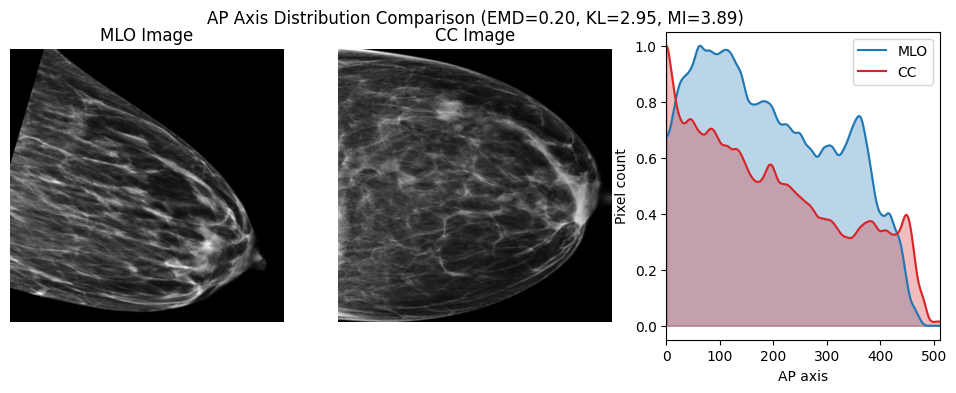 AP Axis Distribution Comparison (EMD=0.20, KL=2.95, MI=3.89)
MLO Image
CC Image
MLO
CC
Pixel count
1.0
0.8
0.6
0.4
0.2
0.0
0 100 200 300 400 500
AP axis